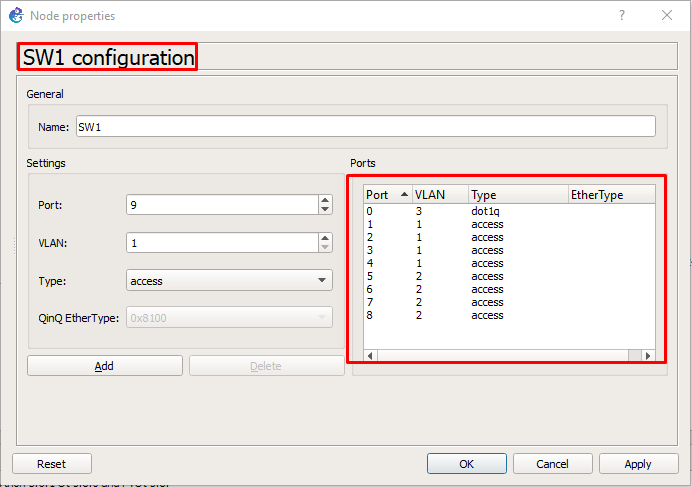 Node properties
SW1 configuration
General
Name: SW1
Settings
Port: 9
VLAN: 1
Type: access
QinQ EtherType: 0x8100
Add Delete
Ports
Port VLAN Type EtherType
0 3 dot1q
1 1 access
2 1 access
3 1 access
4 1 access
5 2 access
6 2 access
7 2 access
8 2 access
Reset OK Cancel Apply